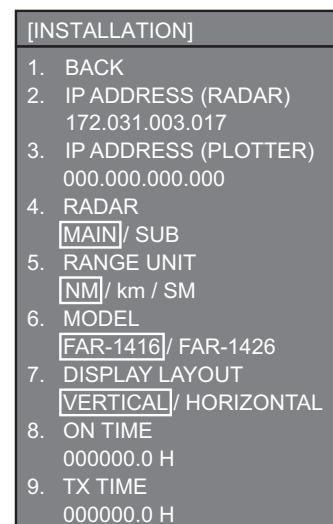 [INSTALLATION]
1. BACK
2. IP ADDRESS (RADAR)
172.031.003.017
3. IP ADDRESS (PLOTTER)
000.000.000.000
4. RADAR
MAIN / SUB
5. RANGE UNIT
NM / km / SM
6. MODEL
FAR-1416 / FAR-1426
7. DISPLAY LAYOUT
VERTICAL / HORIZONTAL
8. ON TIME
000000.0 H
9. TX TIME
000000.0 H